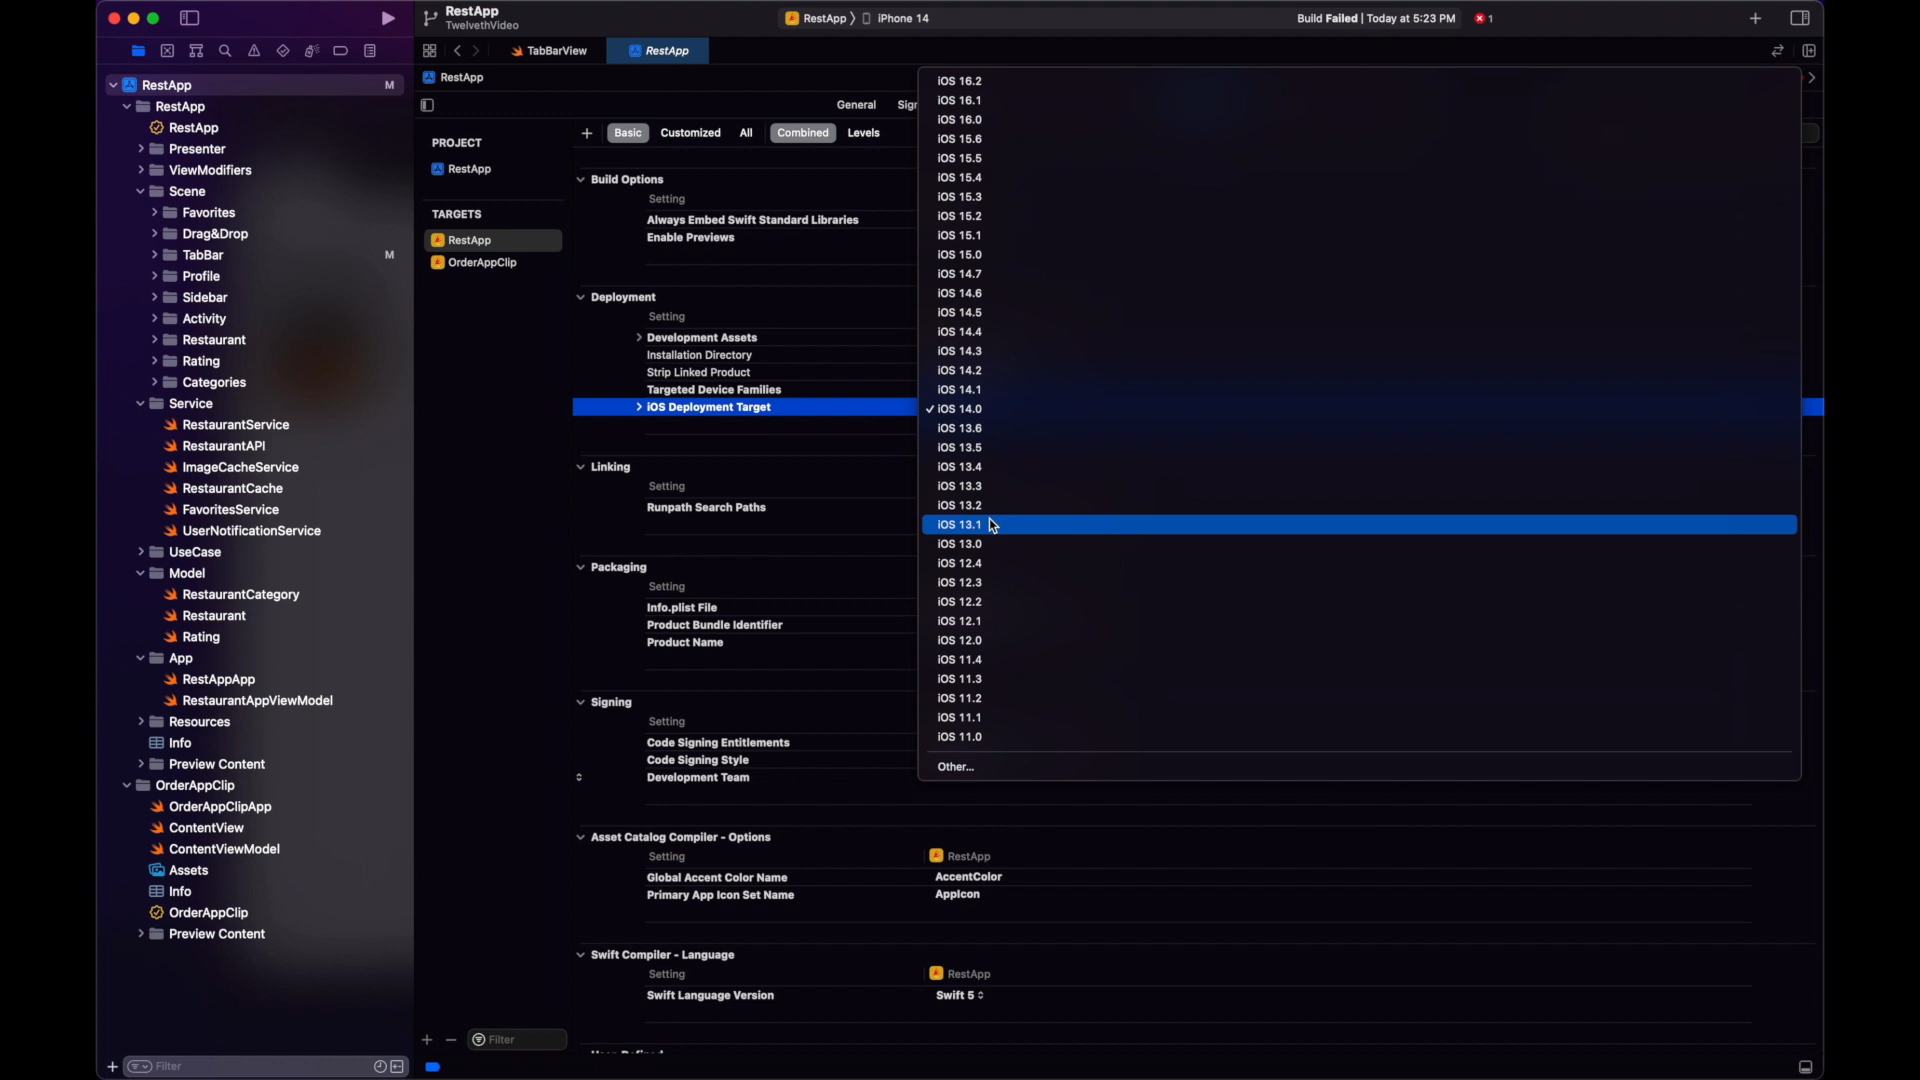 RestApp
TwelvethVideo
RestApp
iPhone 14
Build Failed | Today at 5:23 PM
1
TabBarView
RestApp
RestApp M
RestApp
RestApp
Presenter
ViewModifiers
Scene
Favorites
Drag&Drop
TabBar M
Profile
Sidebar
Activity
Restaurant
Rating
Categories
Service
RestaurantService
RestaurantAPI
ImageCacheService
RestaurantCache
FavoritesService
UserNotificationService
UseCase
Model
RestaurantCategory
Restaurant
Rating
App
RestAppApp
RestaurantAppViewModel
Resources
Info
Preview Content
OrderAppClip
OrderAppClipApp
ContentView
ContentViewModel
Assets
Info
OrderAppClip
Preview Content
Filter
RestApp
General
PROJECT
RestApp
TARGETS
RestApp
OrderAppClip
Filter
Basic Customized All Combined Levels
Build Options
Setting
Always Embed Swift Standard Libraries
Enable Previews
Deployment
Setting
Development Assets
Installation Directory
Strip Linked Product
Targeted Device Families
iOS Deployment Target
Linking
Setting
Runpath Search Paths
Packaging
Setting
Info.plist File
Product Bundle Identifier
Product Name
Signing
Setting
Code Signing Entitlements
Code Signing Style
Development Team
Asset Catalog Compiler - Options
Setting RestApp
Global Accent Color Name AccentColor
Primary App Icon Set Name AppIcon
Swift Compiler - Language
Setting RestApp
Swift Language Version Swift 5
iOS 16.2
iOS 16.1
iOS 16.0
iOS 15.6
iOS 15.5
iOS 15.4
iOS 15.3
iOS 15.2
iOS 15.1
iOS 15.0
iOS 14.7
iOS 14.6
iOS 14.5
iOS 14.4
iOS 14.3
iOS 14.2
iOS 14.1
iOS 14.0
iOS 13.6
iOS 13.5
iOS 13.4
iOS 13.3
iOS 13.2
iOS 13.1
iOS 13.0
iOS 12.4
iOS 12.3
iOS 12.2
iOS 12.1
iOS 12.0
iOS 11.4
iOS 11.3
iOS 11.2
iOS 11.1
iOS 11.0
Other...